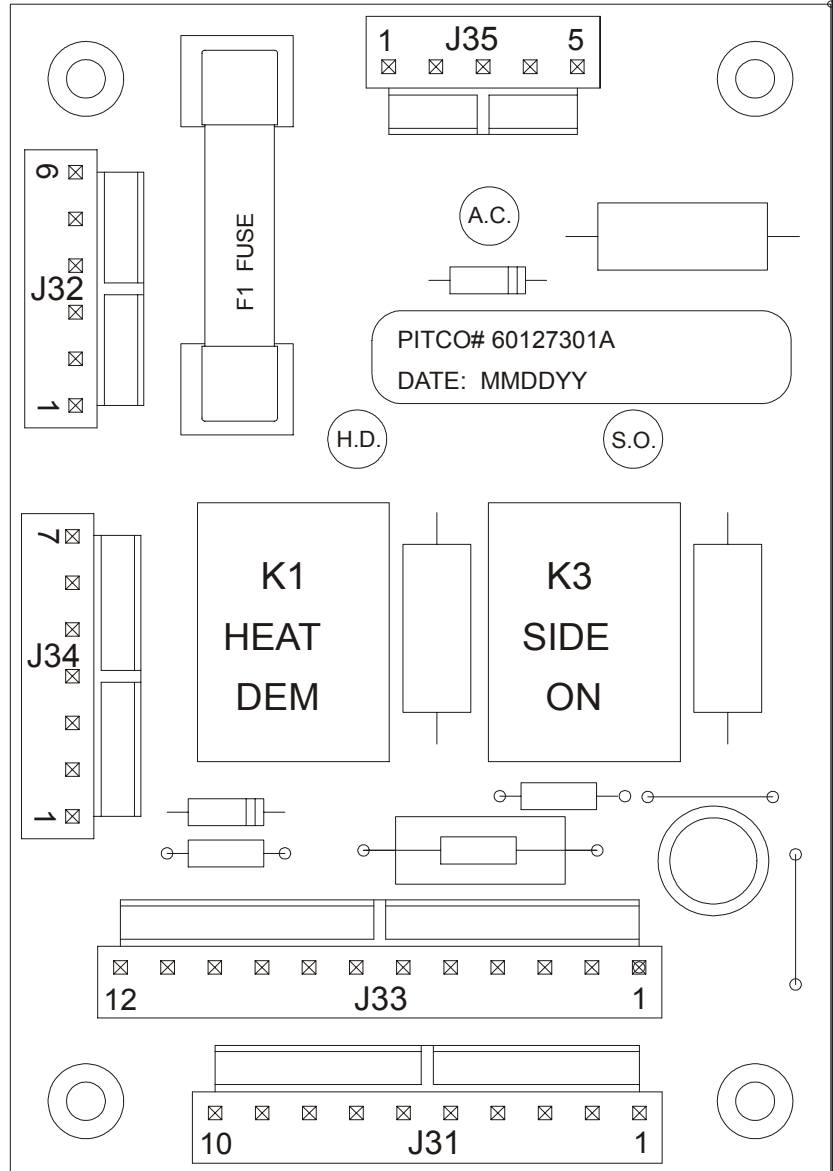 1 J35 5
6
J32
1
F1 FUSE
A.C.
PITCO# 60127301A
DATE: MMDDYY
H.D.
S.O.
7
J34
1
K1
HEAT
DEM
K3
SIDE
ON
12 J33 1
10 J31 1